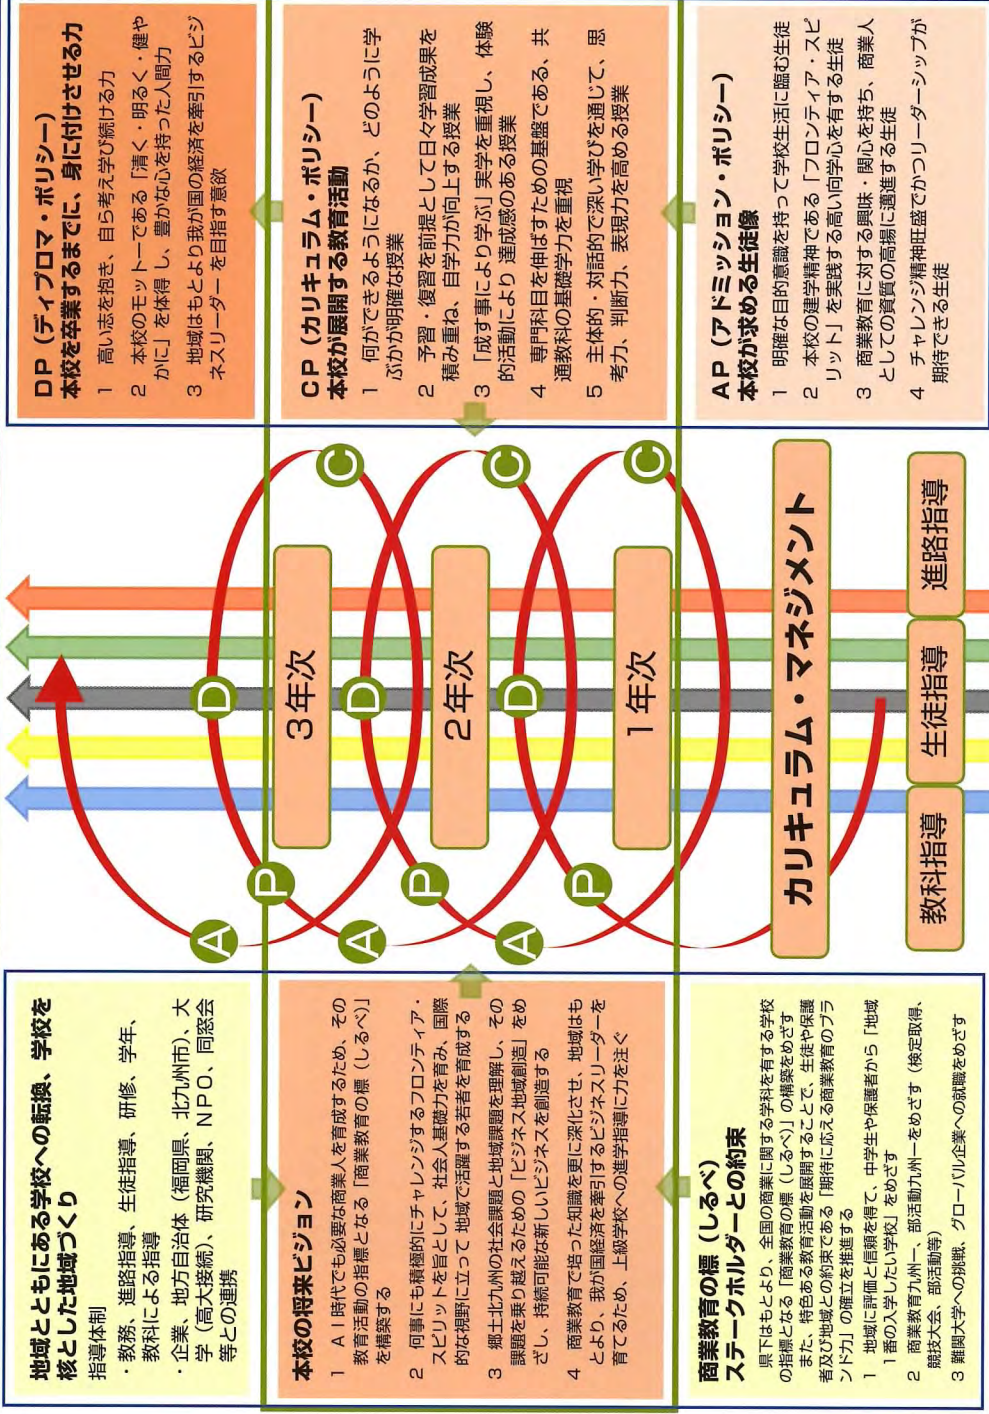 地域とともにある学校への転換、学校を
核とした地域づくり
指導体制
・教務、進路指導、生徒指導、研修、学年、
教科による指導
・企業、地方自治体（福岡県、北九州市）、大
学（高大接続）、研究機関、NPO、同窓会
等との連携
本校の将来ビジョン
1 AI時代でも必要な商業人を育成するため、その
教育活動の指標となる「商業教育の標（しるべ）」
を構築する
2 何事にも積極的にチャレンジするフロンティア・
スピリットを旨として、社会人基礎力を育み、国際
的な視野に立って 地域で活躍する若者を育成する
3 郷土北九州の社会課題と地域課題を理解し、その
課題を乗り越えるための「ビジネス地域創造」をめ
ざし、持続可能な新しいビジネスを創造する
4 商業教育で培った知識を更に深化させ、地域はも
とより、我が国経済を牽引するビジネスリーダーを
育てるため、上級学校への進学指導に力を注ぐ
商業教育の標（しるべ）
ステークホルダーとの約束
県下はもとより、全国の商業に関する学科を有する学校
の指標となる「商業教育の標（しるべ）」の構築をめざす
また、特色ある教育活動を展開することで、生徒や保護
者及び地域との約束である「期待に応える商業教育のブラ
ンド力」の確立を推進する
1 地域に評価と信頼を得て、中学生や保護者から「地域
1番の入学したい学校」をめざす
2 商業教育九州一、部活動九州一をめざす（検定取得、
競技大会、部活動等）
3 難関大学への挑戦、グローバル企業への就職をめざす
A
P
D
C
3年次
A
P
D
C
2年次
A
P
D
C
1年次
カリキュラム・マネジメント
教科指導
生徒指導
進路指導
DP（ディプロマ・ポリシー）
本校を卒業するまでに、身に付けさせる力
1 高い志を抱き、自ら考え学び続ける力
2 本校のモットーである「清く・明るく・健や
かに」を体得 し、豊かな心を持った人間力
3 地域はもとより我が国の経済を牽引するビジ
ネスリーダー を目指す意欲
CP（カリキュラム・ポリシー）
本校が展開する教育活動
1 何ができるようになるか、どのように学
ぶかが明確な授業
2 予習・復習を前提として日々学習成果を
積み重ね、自学力が向上する授業
3 「成す事により学ぶ」実学を重視し、体験
的活動により 達成感のある授業
4 専門科目を伸ばすための基盤である、共
通教科の基礎学力を重視
5 主体的・対話的で深い学びを通じて、思
考力、判断力、表現力を高める授業
AP（アドミッション・ポリシー）
本校が求める生徒像
1 明確な目的意識を持って学校生活に臨む生徒
2 本校の建学精神である「フロンティア・スピ
リット」を実践する高い向学心を有する生徒
3 商業教育に対する興味・関心を持ち、商業人
としての資質の高揚に邁進する生徒
4 チャレンジ精神旺盛でかつリーダーシップが
期待できる生徒